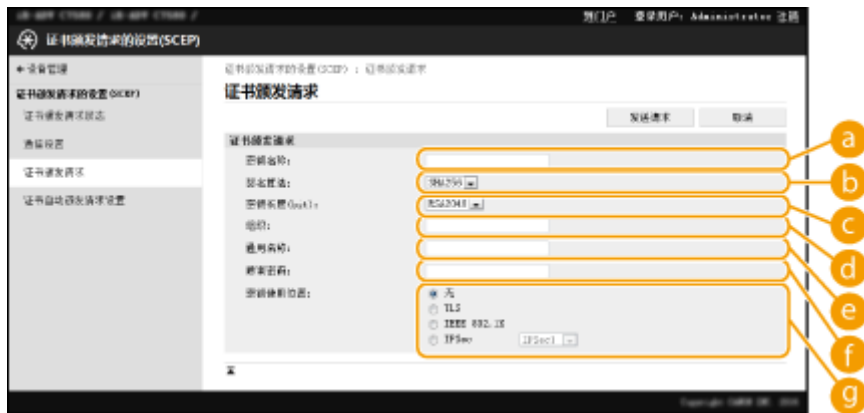 到门户 登录用户: Administrator 注销
证书颁发请求的设置(SCEP)
设备管理
证书颁发请求的设置(SCEP) : 证书颁发请求
证书颁发请求的设置(SCEP)
证书颁发请求
证书颁发请求状态
发送请求 取消
通信设置
证书颁发请求
证书颁发请求
证书自动颁发请求设置
密钥名称: a
签名算法: SHA256 b
密钥长度(bit): RSA2048 c
组织: d
通用名称: e
质询密码: f
密钥使用位置: 无 g
TLS
IEEE 802.1X
IPSec IPSec1